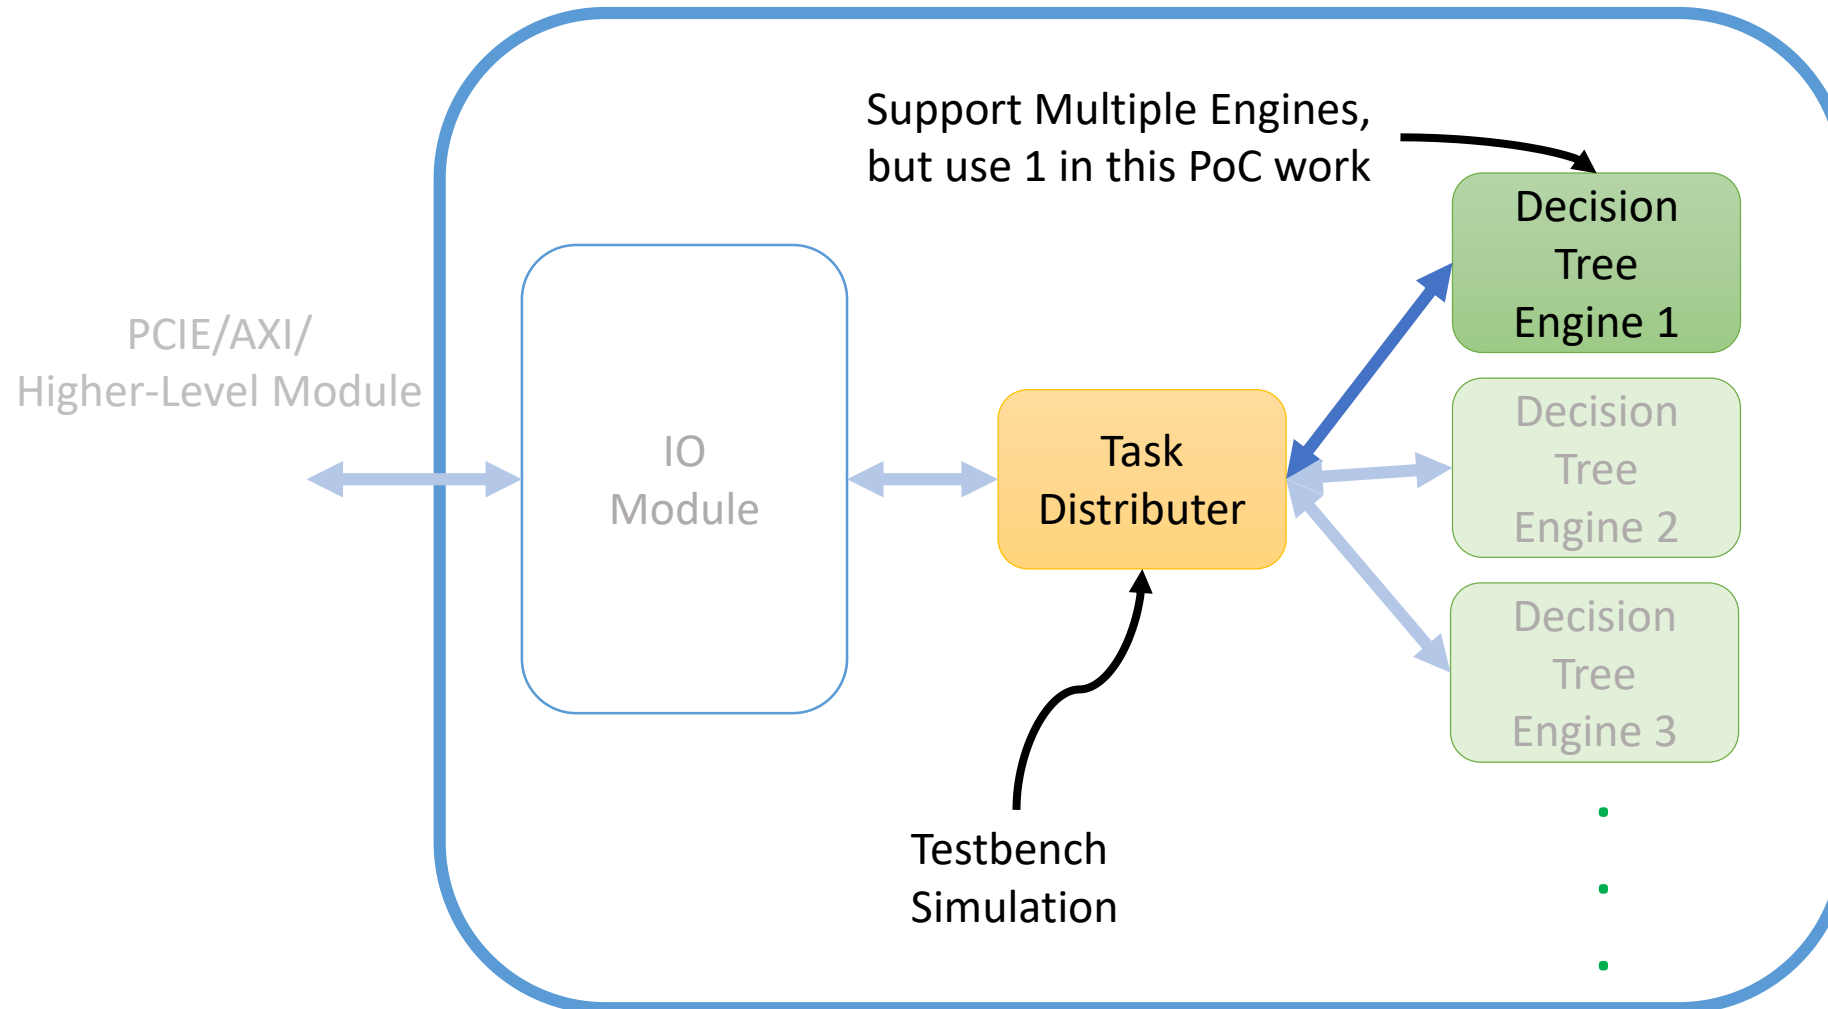 Support Multiple Engines,
but use 1 in this PoC work
Decision
Tree
Engine 1
PCIE/AXI/
Higher-Level Module
IO
Module
Task
Distributer
Decision
Tree
Engine 2
Decision
Tree
Engine 3
Testbench
Simulation